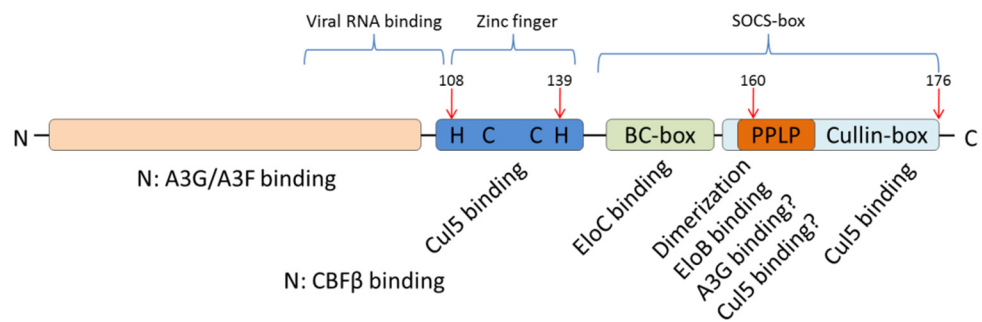 Viral RNA binding
Zinc finger
SOCS-box
108
139
160
176
N
H C C H
BC-box
PPLP
Cullin-box
C
N: A3G/A3F binding
Cul5 binding
EloC binding
Dimerization
EloB binding
A3G binding?
Cul5 binding?
Cul5 binding
N: CBFβ binding